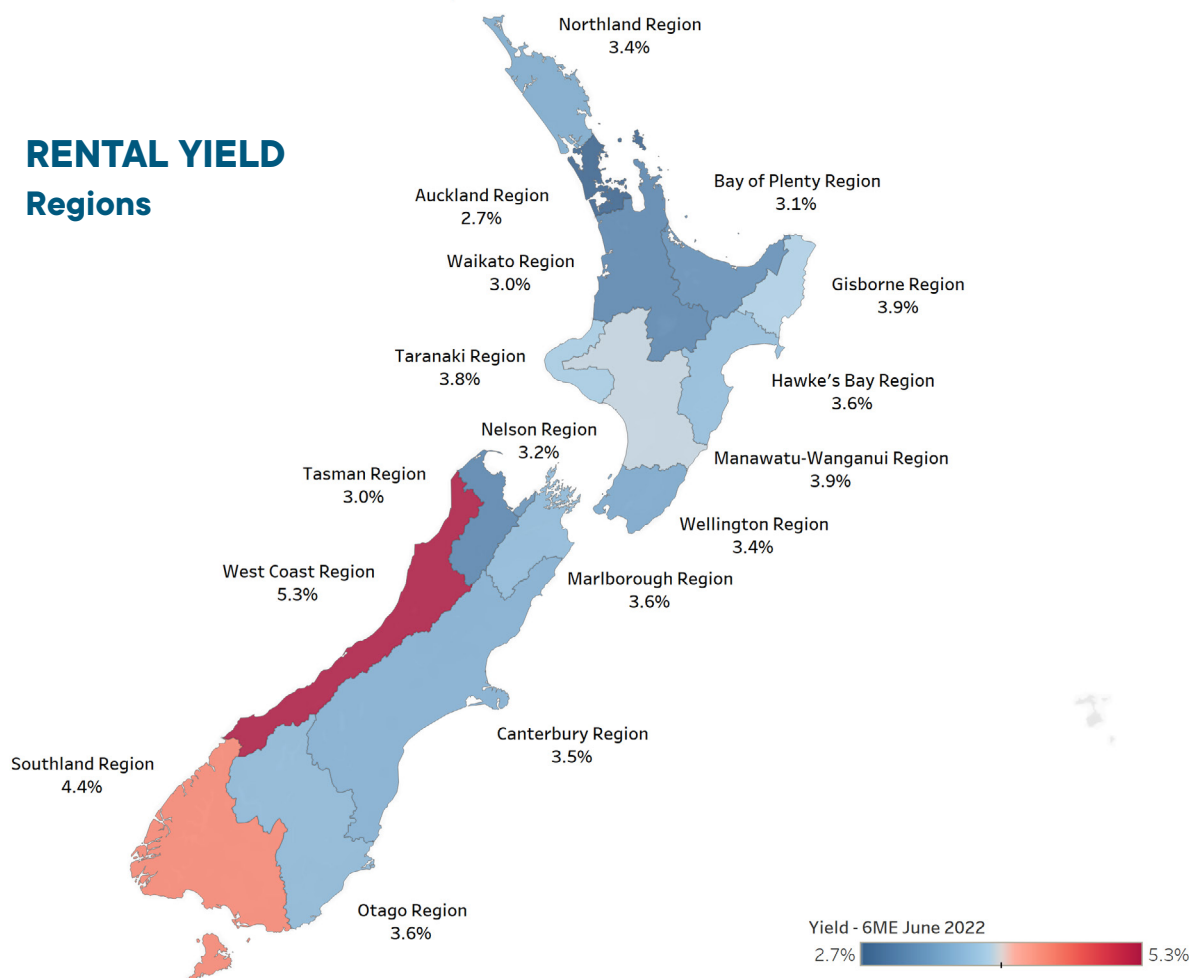 RENTAL YIELD
Regions
Northland Region
3.4%
Auckland Region
2.7%
Bay of Plenty Region
3.1%
Waikato Region
3.0%
Gisborne Region
3.9%
Taranaki Region
3.8%
Hawke's Bay Region
3.6%
Nelson Region
3.2%
Manawatu-Wanganui Region
3.9%
Tasman Region
3.0%
Wellington Region
3.4%
West Coast Region
5.3%
Marlborough Region
3.6%
Canterbury Region
3.5%
Southland Region
4.4%
Otago Region
3.6%
Yield - 6ME June 2022
2.7% 5.3%